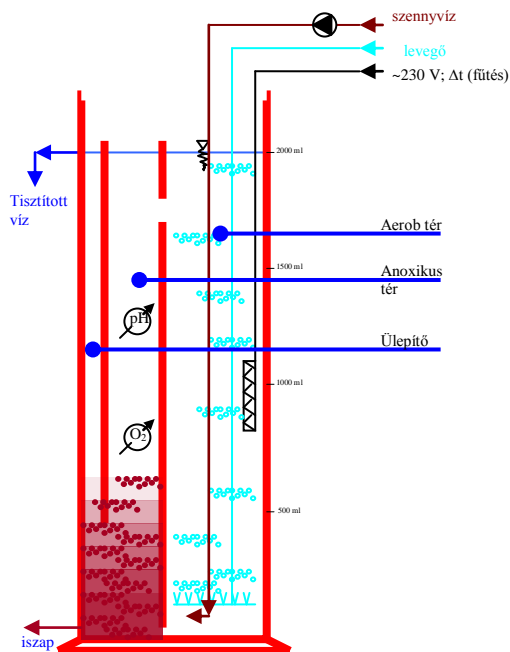 szennyvíz
levegő
~230 V; Δt (fűtés)
2000 ml
Tisztított
víz
Aerob tér
1500 ml
Anoxikus
tér
pH
Ülepítő
1000 ml
O₂
500 ml
iszap